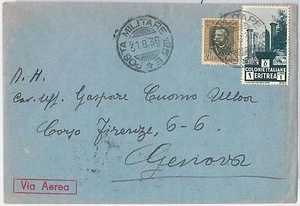 POSTA MILITARE
31.8.36
COLONIE ITALIANE
ERITREA
D. H.
Cav. Uff. Gaspare Cuomo Ulloa
Corso Firenze, 6-6.
Genova
Via Aerea